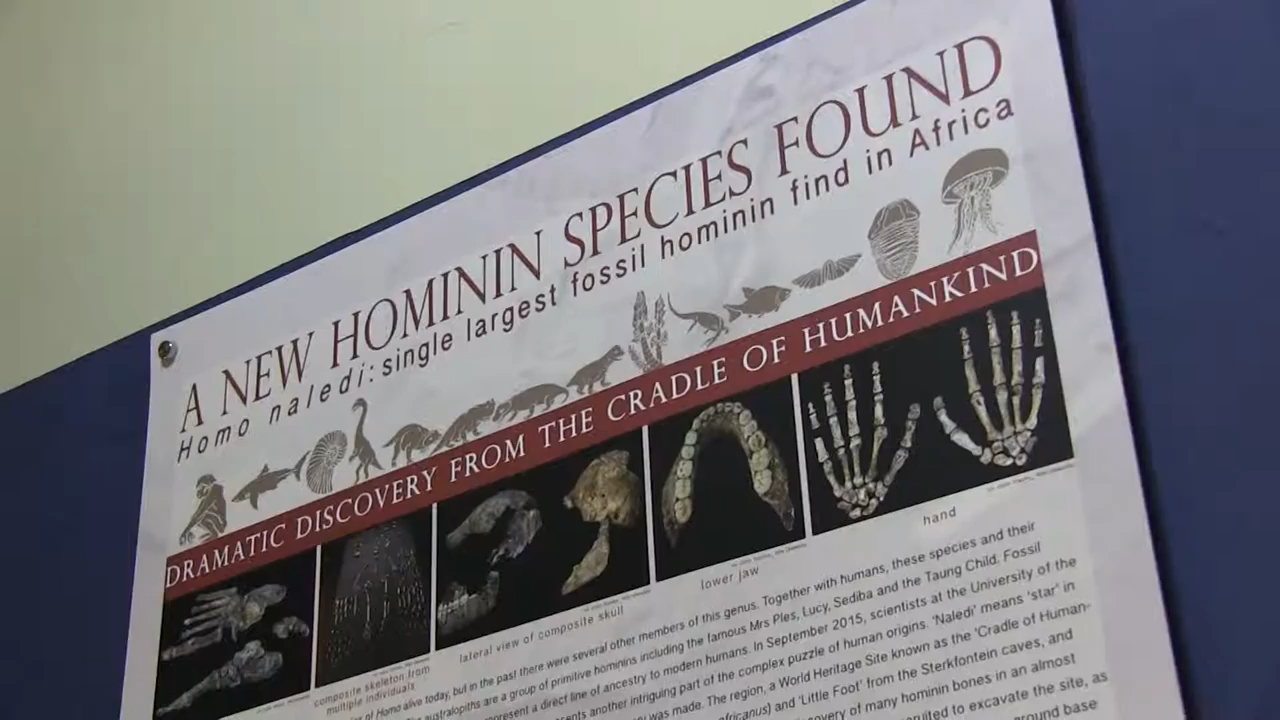 A NEW HOMININ SPECIES FOUND
Homo naledi: single largest fossil hominin find in Africa
DRAMATIC DISCOVERY FROM THE CRADLE OF HUMANKIND
composite skeleton from
multiple individuals
lateral view of composite skull
lower jaw
hand
of Homo alive today, but in the past there were several other members of this genus. Together with humans, these species and their
australopiths are a group of primitive hominins including the famous Mrs Ples, Lucy, Sediba and the Taung Child. Fossil
represent a direct line of ancestry to modern humans. In September 2015, scientists at the University of the
another intriguing part of the complex puzzle of human origins. 'Naledi' means 'star' in
was made. The region, a World Heritage Site known as the 'Cradle of Human-
africanus) and 'Little Foot' from the Sterkfontein caves, and
of many hominin bones in an almost
to excavate the site, as
base